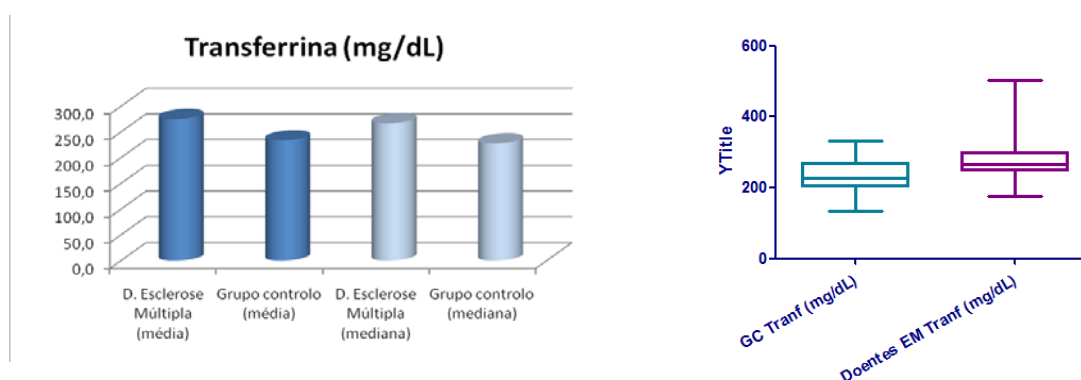 Transferrina (mg/dL)
300,0
250,0
200,0
150,0
100,0
50,0
0,0
D. Esclerose
Múltipla
(média)
Grupo controlo
(média)
D. Esclerose
Múltipla
(mediana)
Grupo controlo
(mediana)
YTitle
600
400
200
0
GC Tranf (mg/dL)
Doentes EM Tranf (mg/dL)